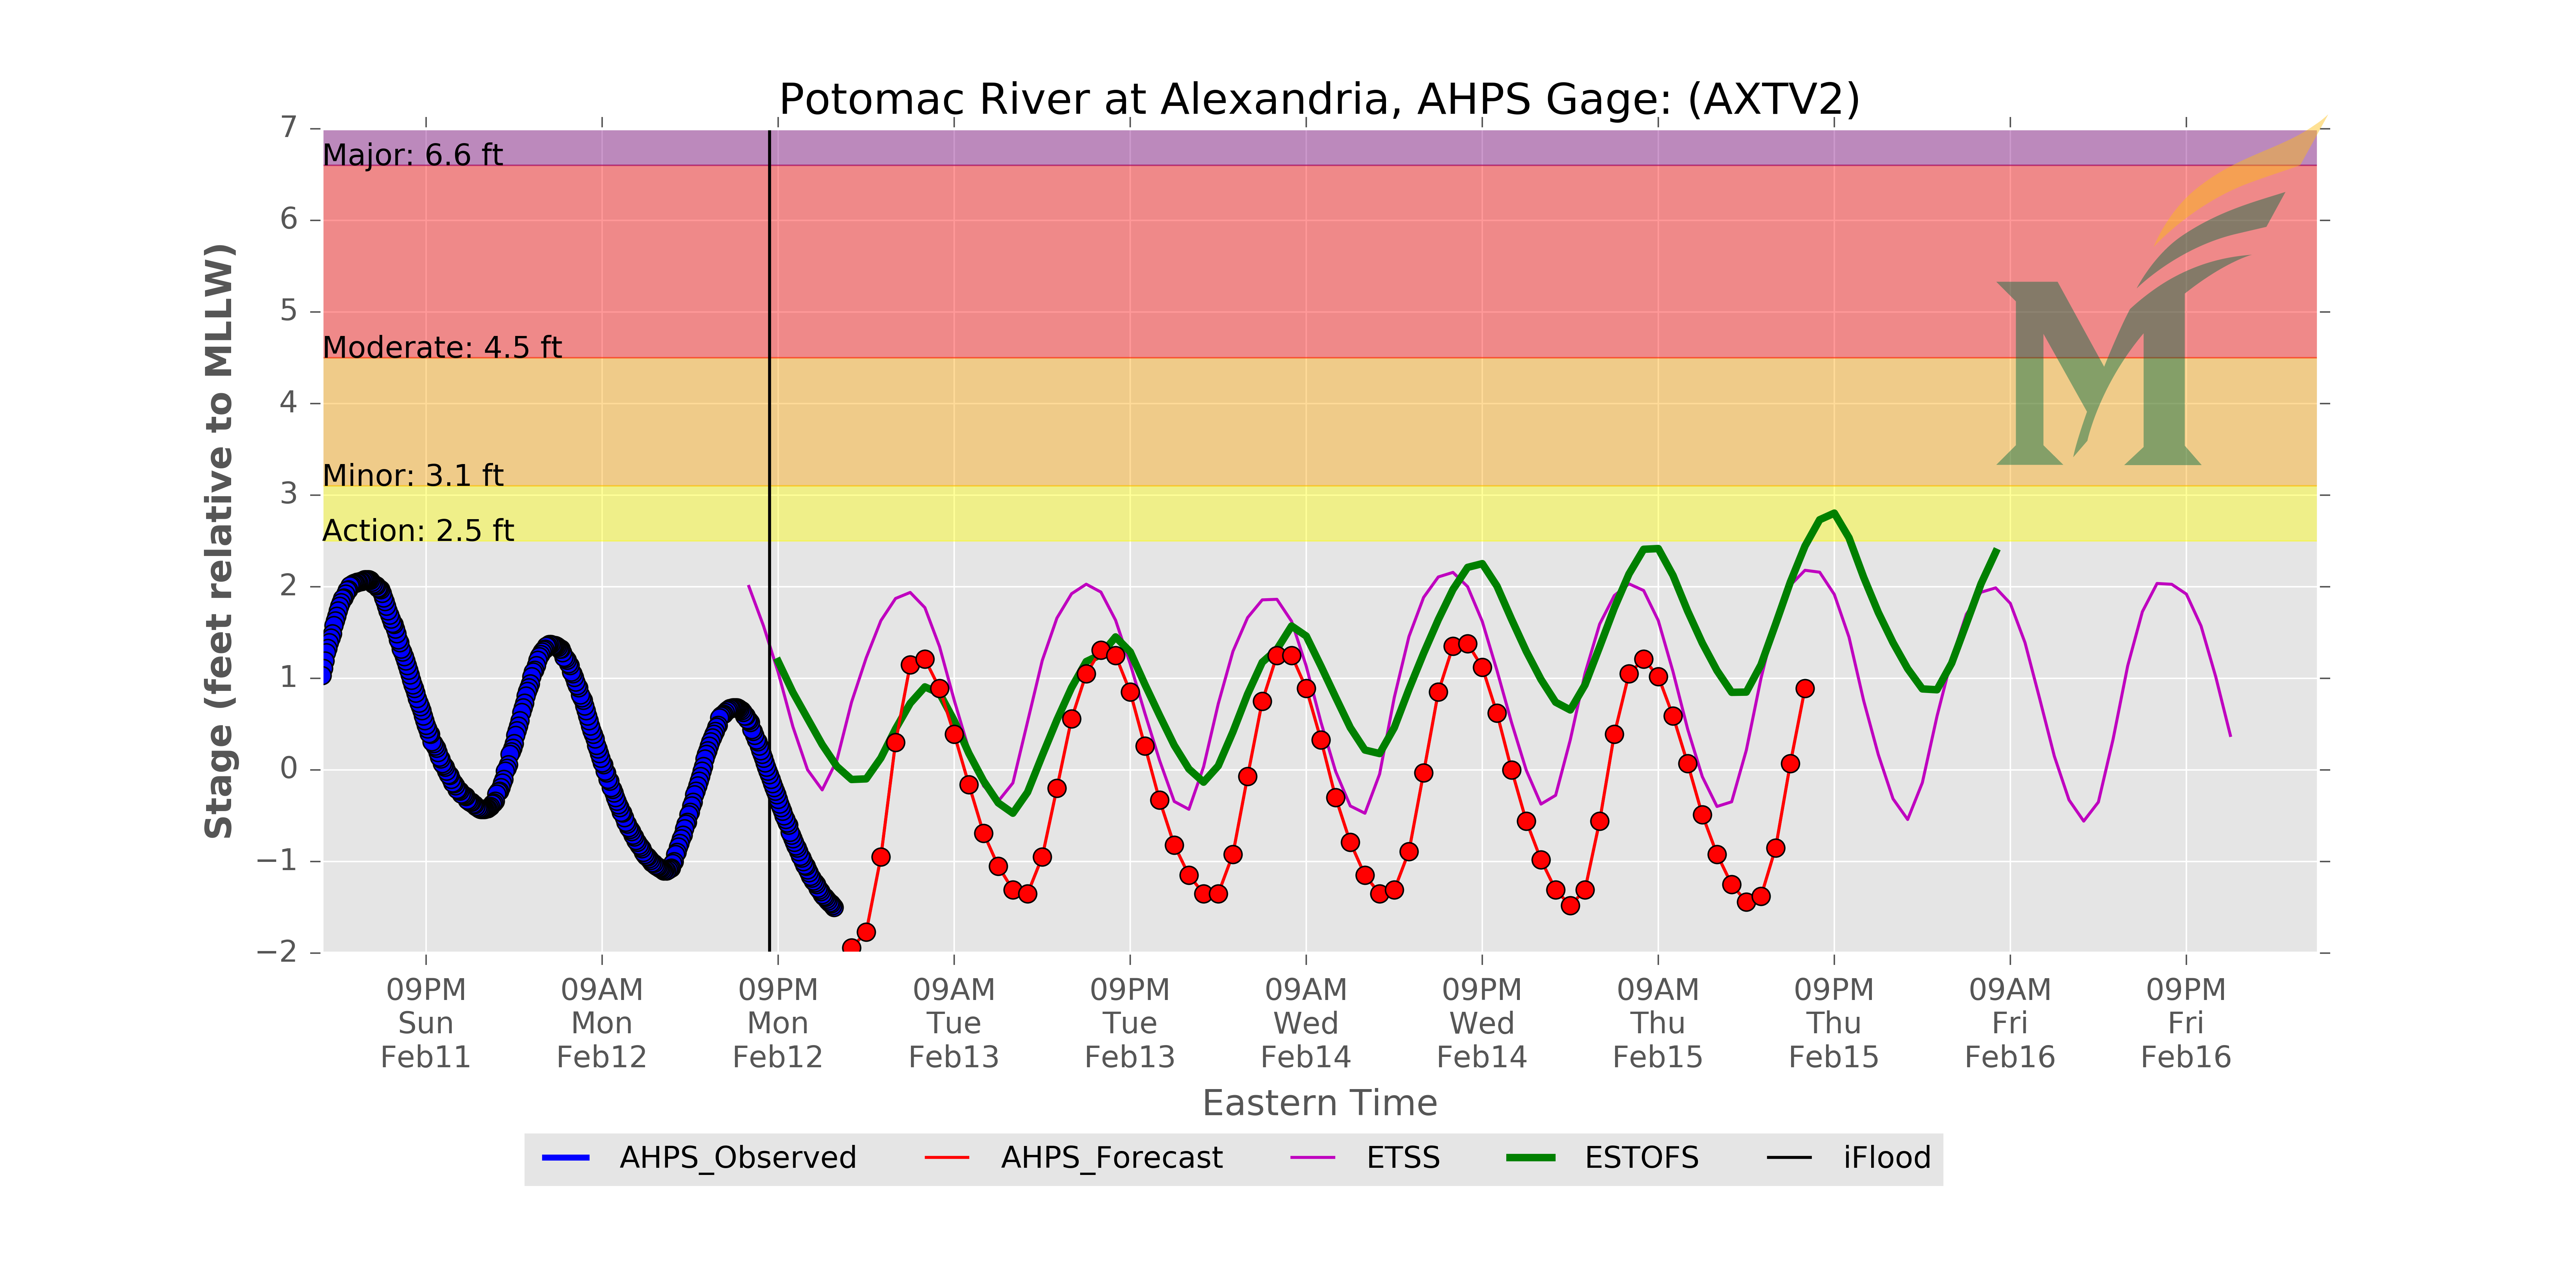 Potomac River at Alexandria, AHPS Gage: (AXTV2)
7
6
5
4
3
2
1
0
−1
−2
Stage (feet relative to MLLW)
Major: 6.6 ft
Moderate: 4.5 ft
Minor: 3.1 ft
Action: 2.5 ft
M
09PM 09AM 09PM 09AM 09PM 09AM 09PM 09AM 09PM 09AM 09PM
Sun Mon Mon Tue Tue Wed Wed Thu Thu Fri Fri
Feb11 Feb12 Feb12 Feb13 Feb13 Feb14 Feb14 Feb15 Feb15 Feb16 Feb16
Eastern Time
AHPS_Observed AHPS_Forecast ETSS ESTOFS iFlood